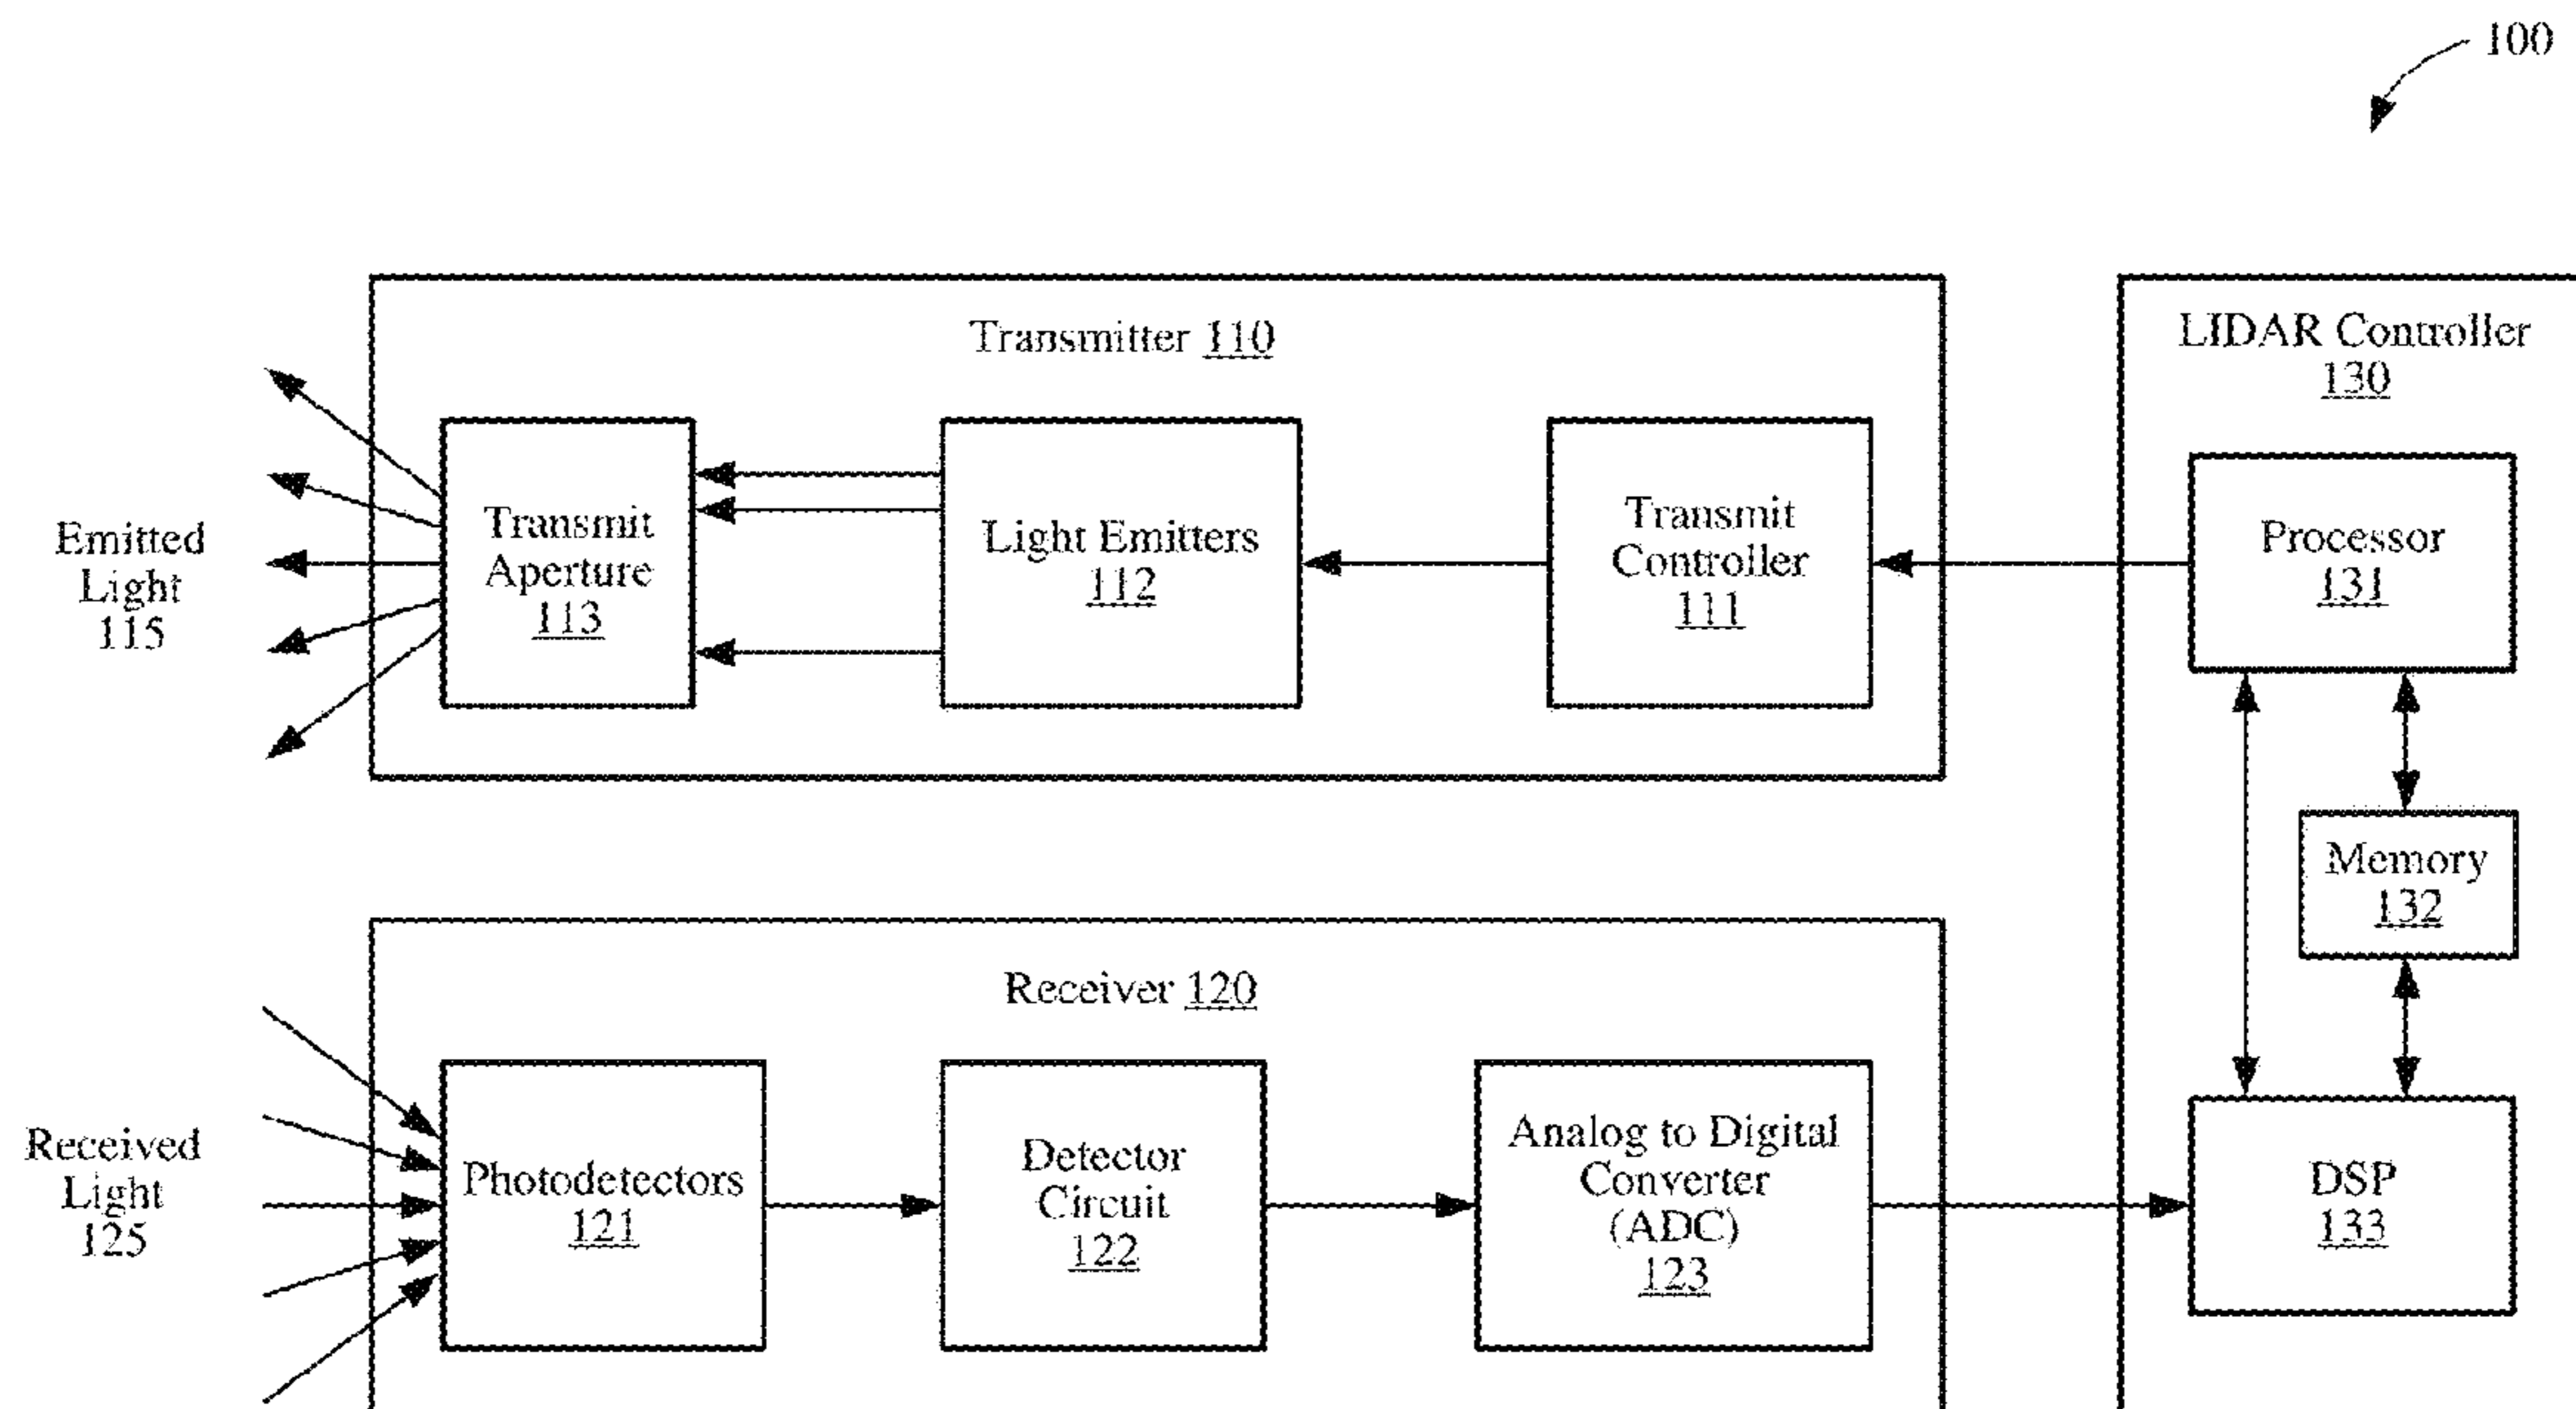 100
Transmitter 110
LIDAR Controller
130
Emitted
Light
115
Transmit
Aperture
113
Light Emitters
112
Transmit
Controller
111
Processor
131
Memory
132
Receiver 120
Received
Light
125
Photodetectors
121
Detector
Circuit
122
Analog to Digital
Converter
(ADC)
123
DSP
133